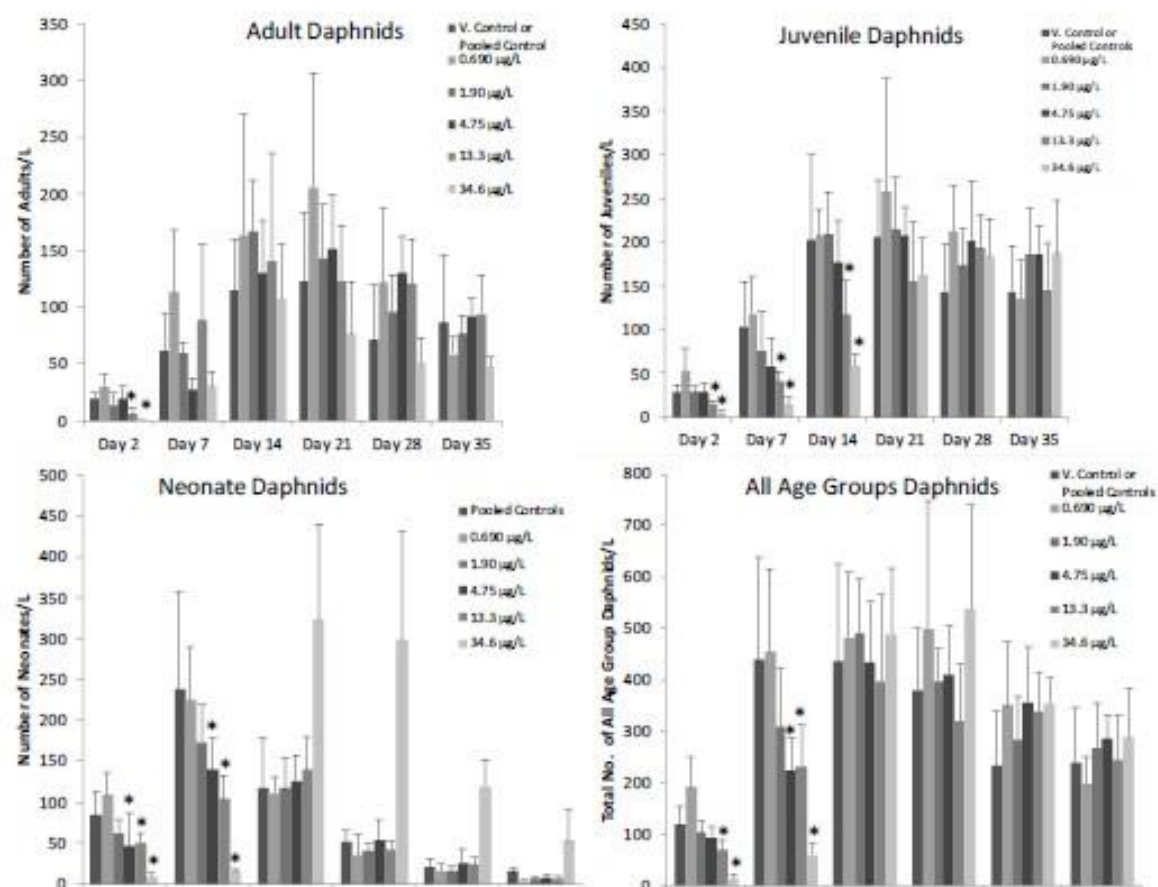 Adult Daphnids
350
300
250
200
150
100
50
0
Number of Adults/L
V. Control or
Pooled Control
0.690 µg/L
1.90 µg/L
4.75 µg/L
13.3 µg/L
34.6 µg/L
Day 2 Day 7 Day 14 Day 21 Day 28 Day 35
* *
Juvenile Daphnids
450
400
350
300
250
200
150
100
50
0
Number of Juveniles/L
V. Control or
Pooled Controls
0.690 µg/L
1.90 µg/L
4.75 µg/L
13.3 µg/L
34.6 µg/L
* * * * * *
Day 2 Day 7 Day 14 Day 21 Day 28 Day 35
Neonate Daphnids
500
450
400
350
300
250
200
150
100
50
0
Number of Neonates/L
Pooled Controls
0.690 µg/L
1.90 µg/L
4.75 µg/L
13.3 µg/L
34.6 µg/L
* * * * * *
All Age Groups Daphnids
800
700
600
500
400
300
200
100
0
Total No. of All Age Group Daphnids/L
V. Control or
Pooled Controls
0.690 µg/L
1.90 µg/L
4.75 µg/L
13.3 µg/L
34.6 µg/L
* * * * *